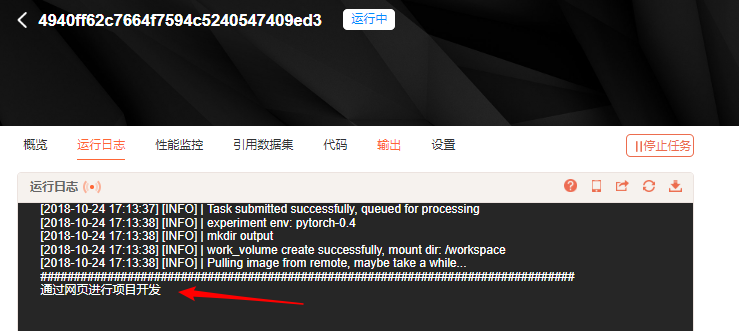 4940ff62c7664f7594c5240547409ed3 运行中
概览 运行日志 性能监控 引用数据集 代码 输出 设置 停止任务
运行日志
[2018-10-24 17:13:37] [INFO] | Task submitted successfully, queued for processing
[2018-10-24 17:13:38] [INFO] | experiment env: pytorch-0.4
[2018-10-24 17:13:38] [INFO] | mkdir output
[2018-10-24 17:13:38] [INFO] | work_volume create successfully, mount dir: /workspace
[2018-10-24 17:13:38] [INFO] | Pulling image from remote, maybe take a while...
################################################################################
通过网页进行项目开发